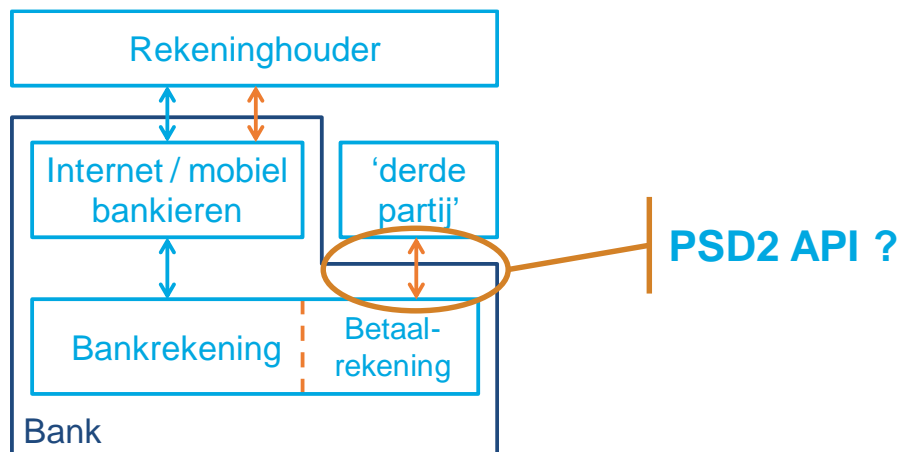 Rekeninghouder
Internet / mobiel
bankieren
‘derde
partij’
PSD2 API ?
Bankrekening
Betaal-
rekening
Bank